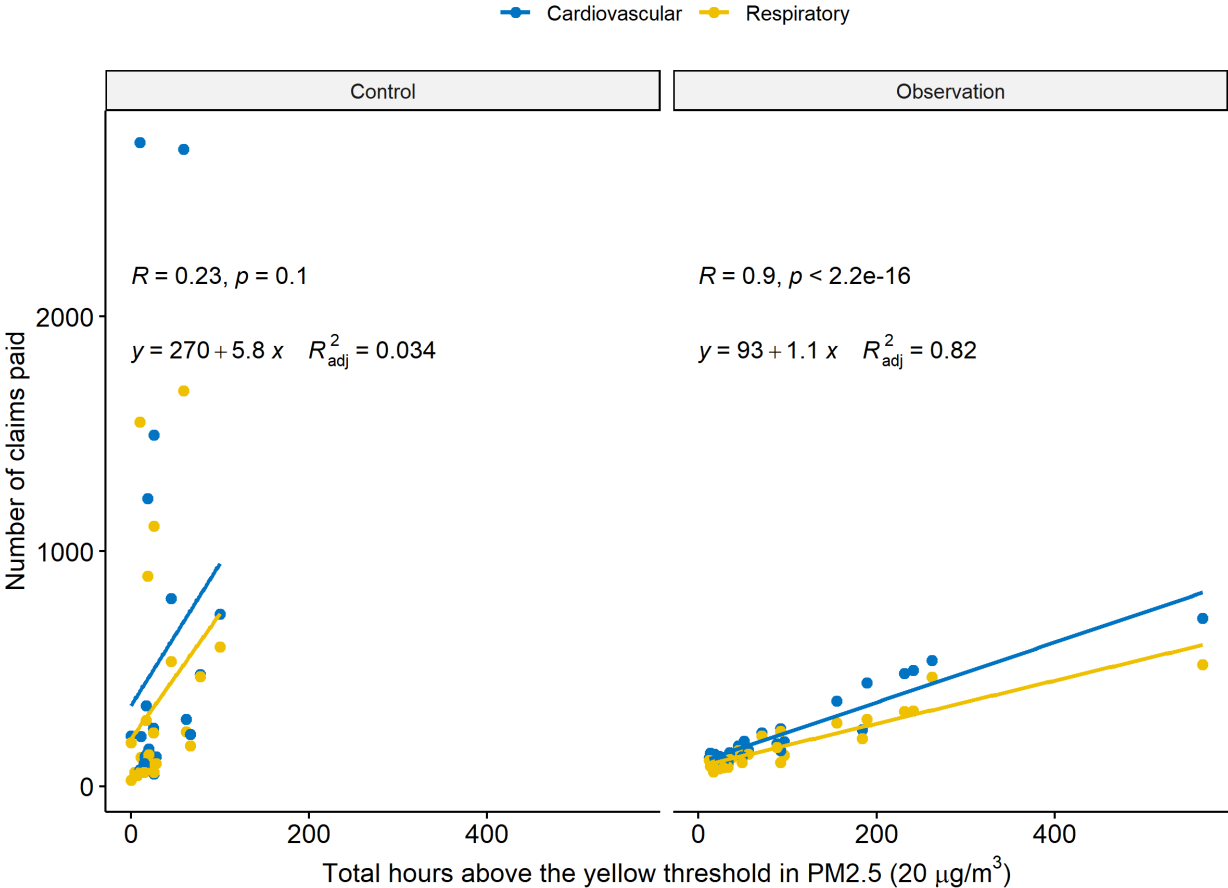 Cardiovascular Respiratory
Control Observation
R = 0.23, p = 0.1 R = 0.9, p < 2.2e-16
y = 270 + 5.8 x R²adj = 0.034 y = 93 + 1.1 x R²adj = 0.82
Number of claims paid
2000
1000
0
0 200 400 0 200 400
Total hours above the yellow threshold in PM2.5 (20 μg/m³)